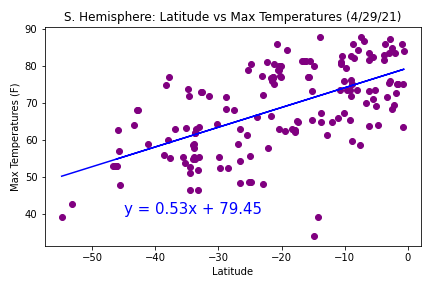 S. Hemisphere: Latitude vs Max Temperatures (4/29/21)
90
80
70
60
50
40
Max Temperatures (F)
y = 0.53x + 79.45
−50 −40 −30 −20 −10 0
Latitude